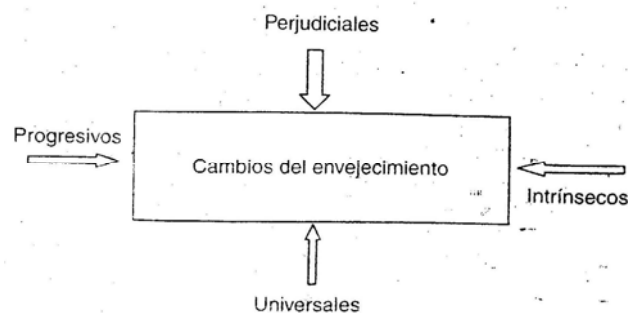 Perjudiciales
Progresivos
Cambios del envejecimiento
Intrínsecos
Universales